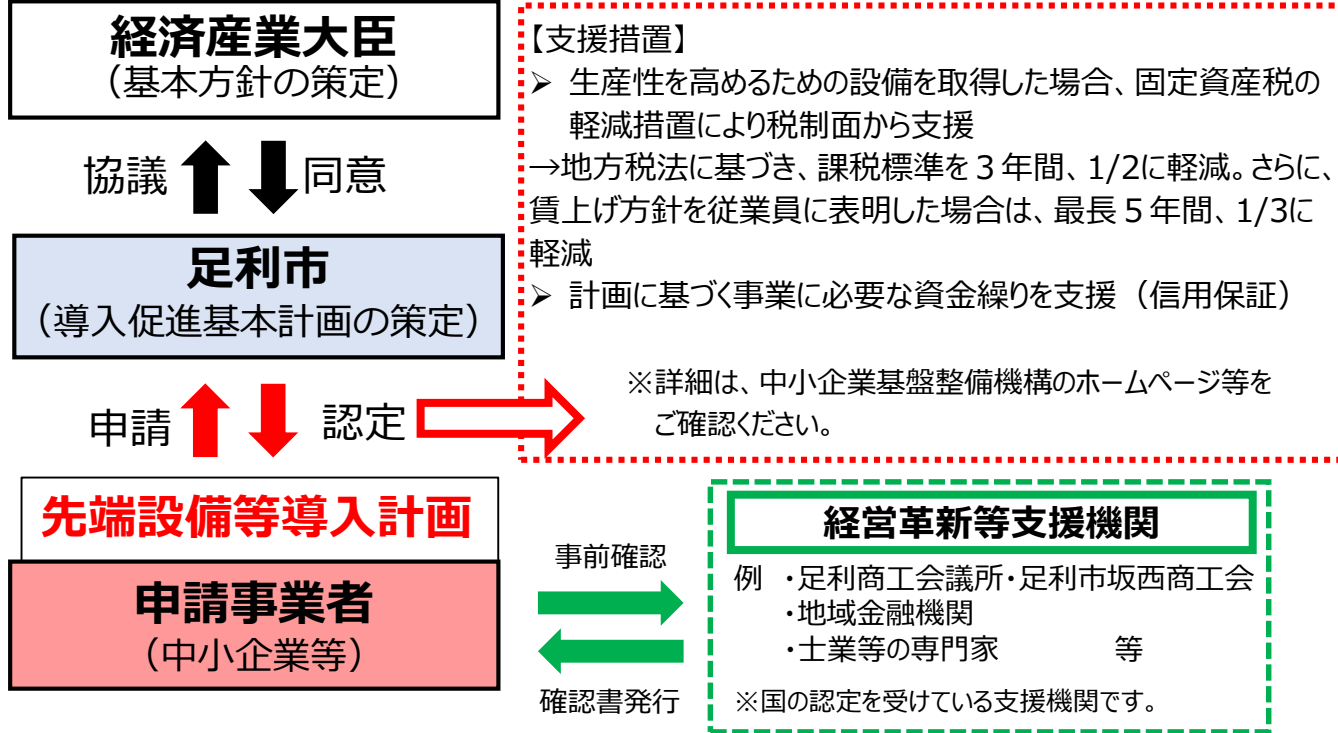 経済産業大臣
（基本方針の策定）
協議
同意
足利市
（導入促進基本計画の策定）
申請
認定
【支援措置】
➢ 生産性を高めるための設備を取得した場合、固定資産税の
軽減措置により税制面から支援
→地方税法に基づき、課税標準を３年間、1/2に軽減。さらに、
賃上げ方針を従業員に表明した場合は、最長５年間、1/3に
軽減
➢ 計画に基づく事業に必要な資金繰りを支援（信用保証）
※詳細は、中小企業基盤整備機構のホームページ等を
ご確認ください。
先端設備等導入計画
申請事業者
（中小企業等）
事前確認
確認書発行
経営革新等支援機関
例 ・足利商工会議所・足利市坂西商工会
・地域金融機関
・士業等の専門家 等
※国の認定を受けている支援機関です。